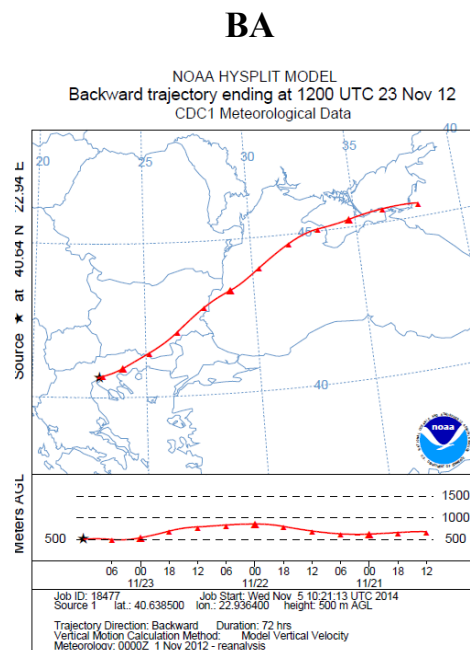 BA
NOAA HYSPLIT MODEL
Backward trajectory ending at 1200 UTC 23 Nov 12
CDC1 Meteorological Data
Source ★ at 40.64 N 22.94 E
20
25
30
35
40
45
40
noaa
Meters AGL
500
1500
1000
500
06 00 18 12 06 00 18 12 06 00 18 12
11/23 11/22 11/21
Job ID: 18477 Job Start: Wed Nov 5 10:21:13 UTC 2014
Source 1 lat.: 40.638500 lon.: 22.936400 height: 500 m AGL
Trajectory Direction: Backward Duration: 72 hrs
Vertical Motion Calculation Method: Model Vertical Velocity
Meteorology: 0000Z 1 Nov 2012 - reanalysis